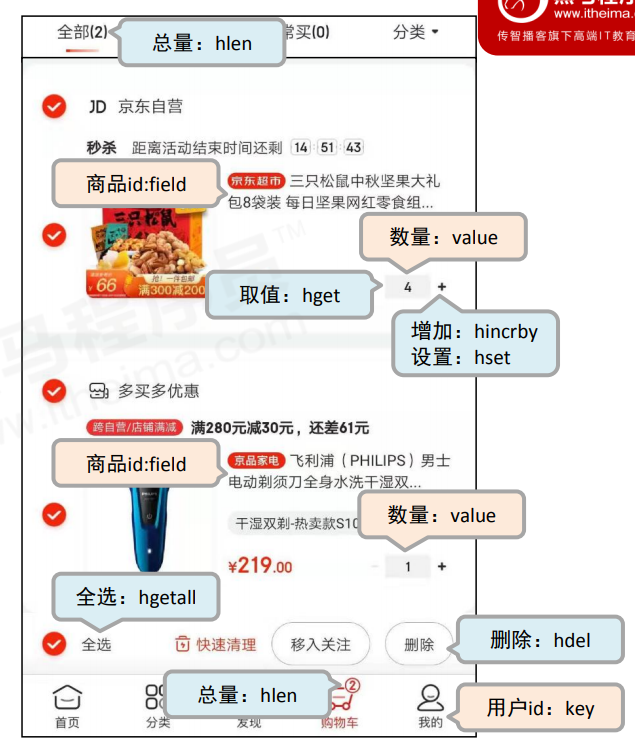 黑马程序员
www.itheima.com
传智播客旗下高端IT教育
全部(2)
总量：hlen
常买(0)
分类
JD 京东自营
秒杀 距离活动结束时间还剩 14:51:43
商品id:field
京东超市 三只松鼠中秋坚果大礼
包8袋装 每日坚果网红零食组...
三只松鼠
数量：value
66
抢！一件包邮
满300减200
取值：hget
4 +
增加：hincrby
设置：hset
多买多优惠
跨自营/店铺满减 满280元减30元，还差61元
商品id:field
京品家电 飞利浦（PHILIPS）男士
电动剃须刀全身水洗干湿双...
PHILIPS
干湿双剃-热卖款S10
数量：value
¥219.00
- 1 +
全选：hgetall
全选
快速清理
移入关注
删除
删除：hdel
总量：hlen
2
首页
分类
发现
购物车
我的
用户id：key